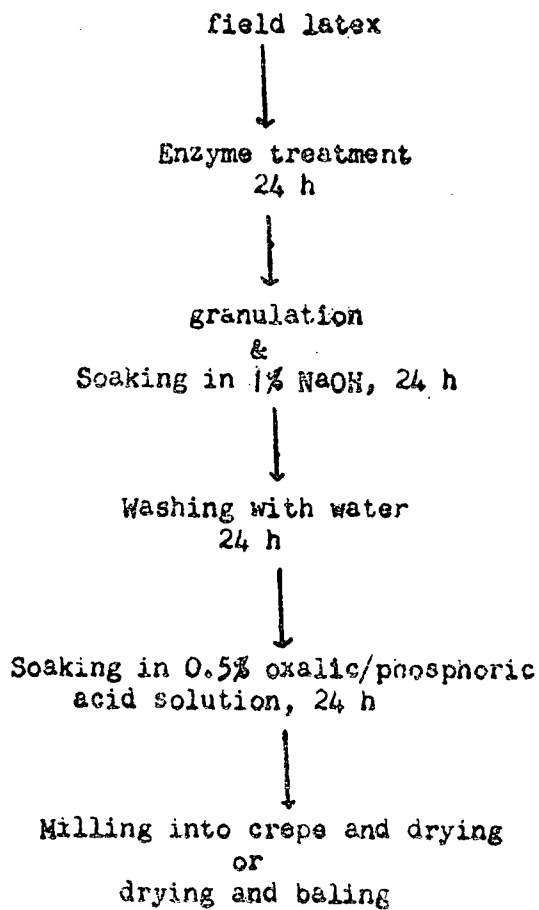 field latex
Enzyme treatment
24 h
granulation
&
Soaking in 1% NaOH, 24 h
Washing with water
24 h
Soaking in 0.5% oxalic/phosphoric
acid solution, 24 h
Milling into crepe and drying
or
drying and baling